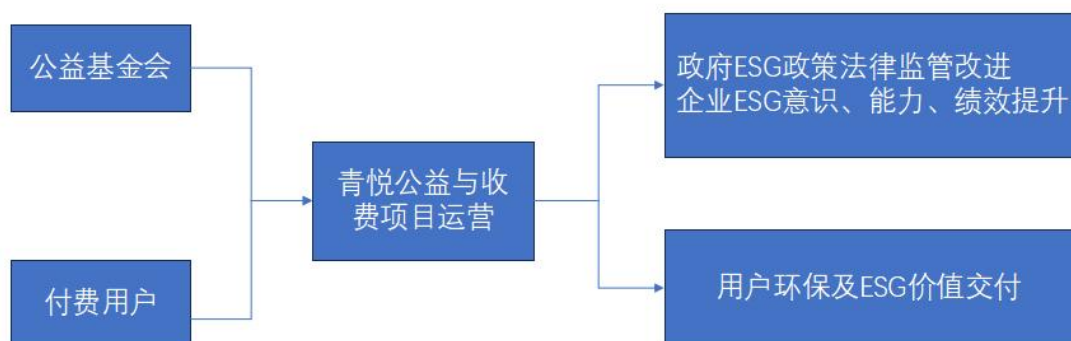 公益基金会
付费用户
青悦公益与收
费项目运营
政府ESG政策法律监管改进
企业ESG意识、能力、绩效提升
用户环保及ESG价值交付